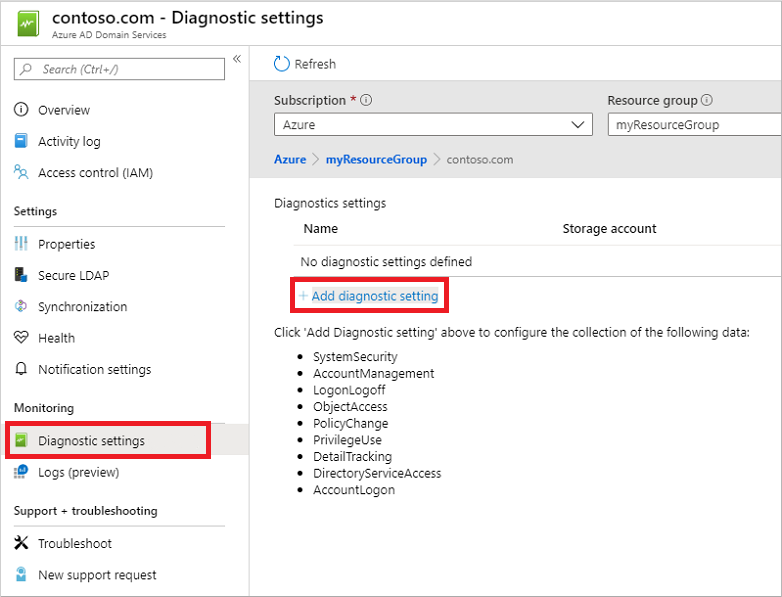 contoso.com - Diagnostic settings
Azure AD Domain Services
Search (Ctrl+/)
«
Overview
Activity log
Access control (IAM)
Settings
Properties
Secure LDAP
Synchronization
Health
Notification settings
Monitoring
Diagnostic settings
Logs (preview)
Support + troubleshooting
Troubleshoot
New support request
Refresh
Subscription *
Resource group
Azure
myResourceGroup
Azure > myResourceGroup > contoso.com
Diagnostics settings
Name Storage account
No diagnostic settings defined
+ Add diagnostic setting
Click 'Add Diagnostic setting' above to configure the collection of the following data:
• SystemSecurity
• AccountManagement
• LogonLogoff
• ObjectAccess
• PolicyChange
• PrivilegeUse
• DetailTracking
• DirectoryServiceAccess
• AccountLogon